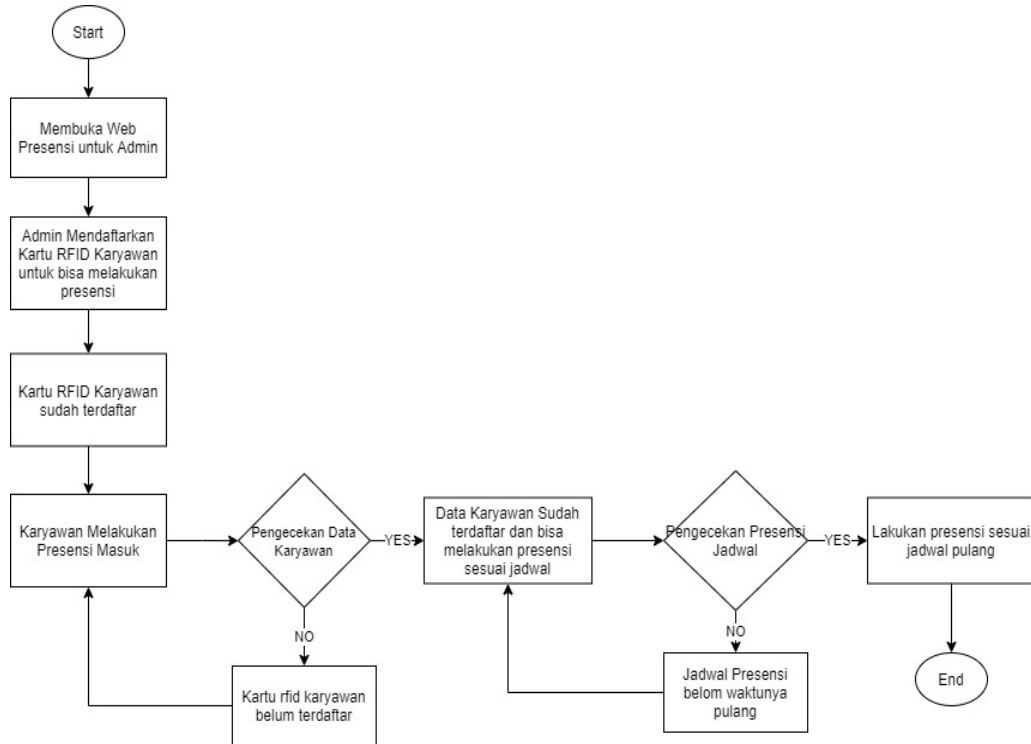 Start
Membuka Web
Presensi untuk Admin
Admin Mendaftarkan
Kartu RFID Karyawan
untuk bisa melakukan
presensi
Kartu RFID Karyawan
sudah terdaftar
Karyawan Melakukan
Presensi Masuk
Pengecekan Data
Karyawan
YES
NO
Kartu rfid karyawan
belum terdaftar
Data Karyawan Sudah
terdaftar dan bisa
melakukan presensi
sesuai jadwal
Pengecekan Presensi
Jadwal
YES
NO
Jadwal Presensi
belom waktunya
pulang
Lakukan presensi sesuai
jadwal pulang
End